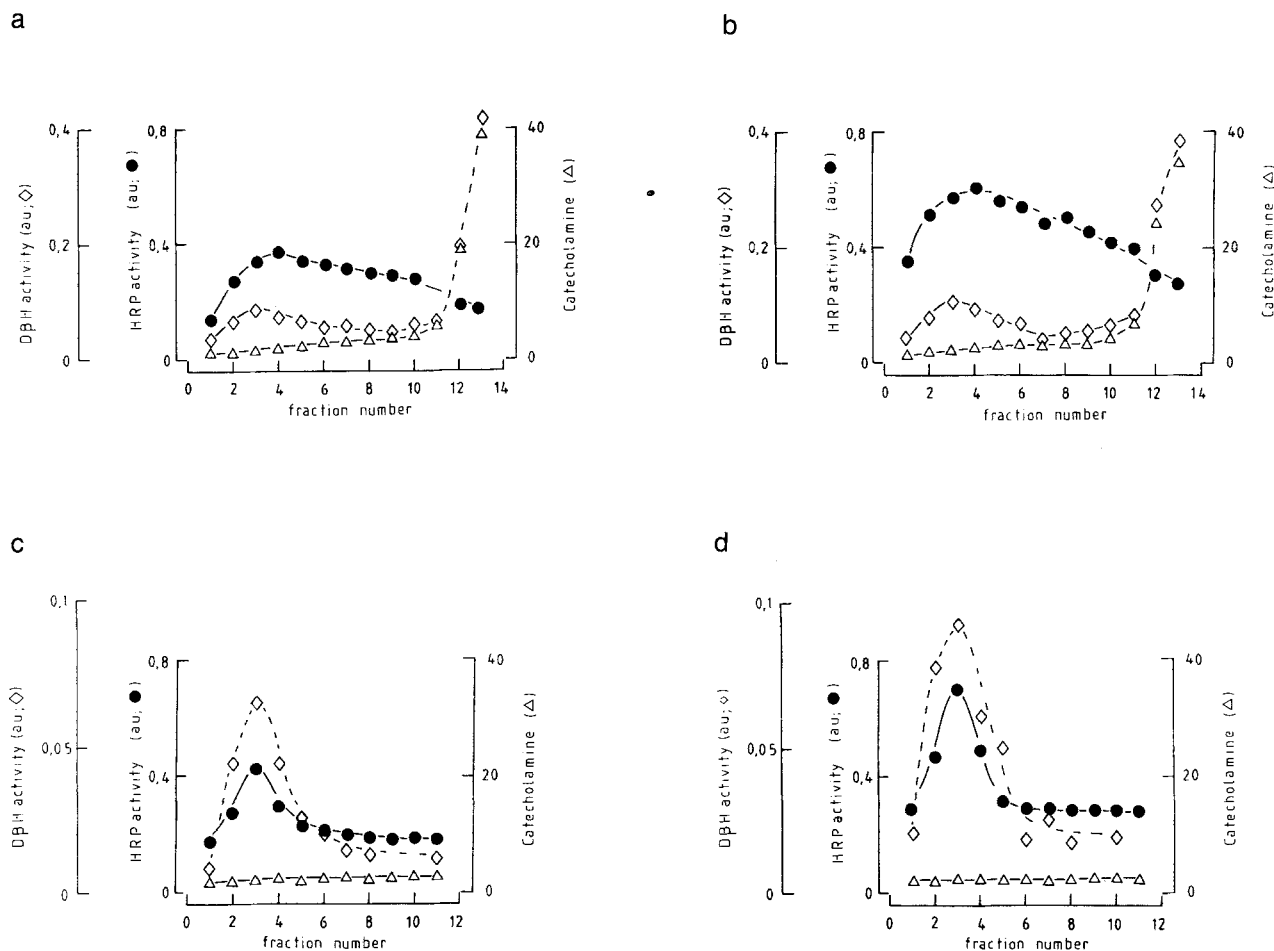 a
b
0,4
0,2
0
DβH activity (au;◇)
0,8
0,4
0
HRP activity (au;●)
40
20
0
Catecholamine (△)
0 2 4 6 8 10 12 14
fraction number
0,4
0,2
0
DβH activity (au;◇)
0,8
0,4
0
HRP activity (au;●)
40
20
0
Catecholamine (△)
0 2 4 6 8 10 12 14
fraction number
c
d
0,1
0,05
0
DβH activity (au;◇)
0,8
0,4
0
HRP activity (au;●)
40
20
0
Catecholamine (△)
0 2 4 6 8 10 12
fraction number
0,1
0,05
0
DβH activity (au;◇)
0,8
0,4
0
HRP activity (au;●)
40
20
0
Catecholamine (△)
0 2 4 6 8 10 12
fraction number